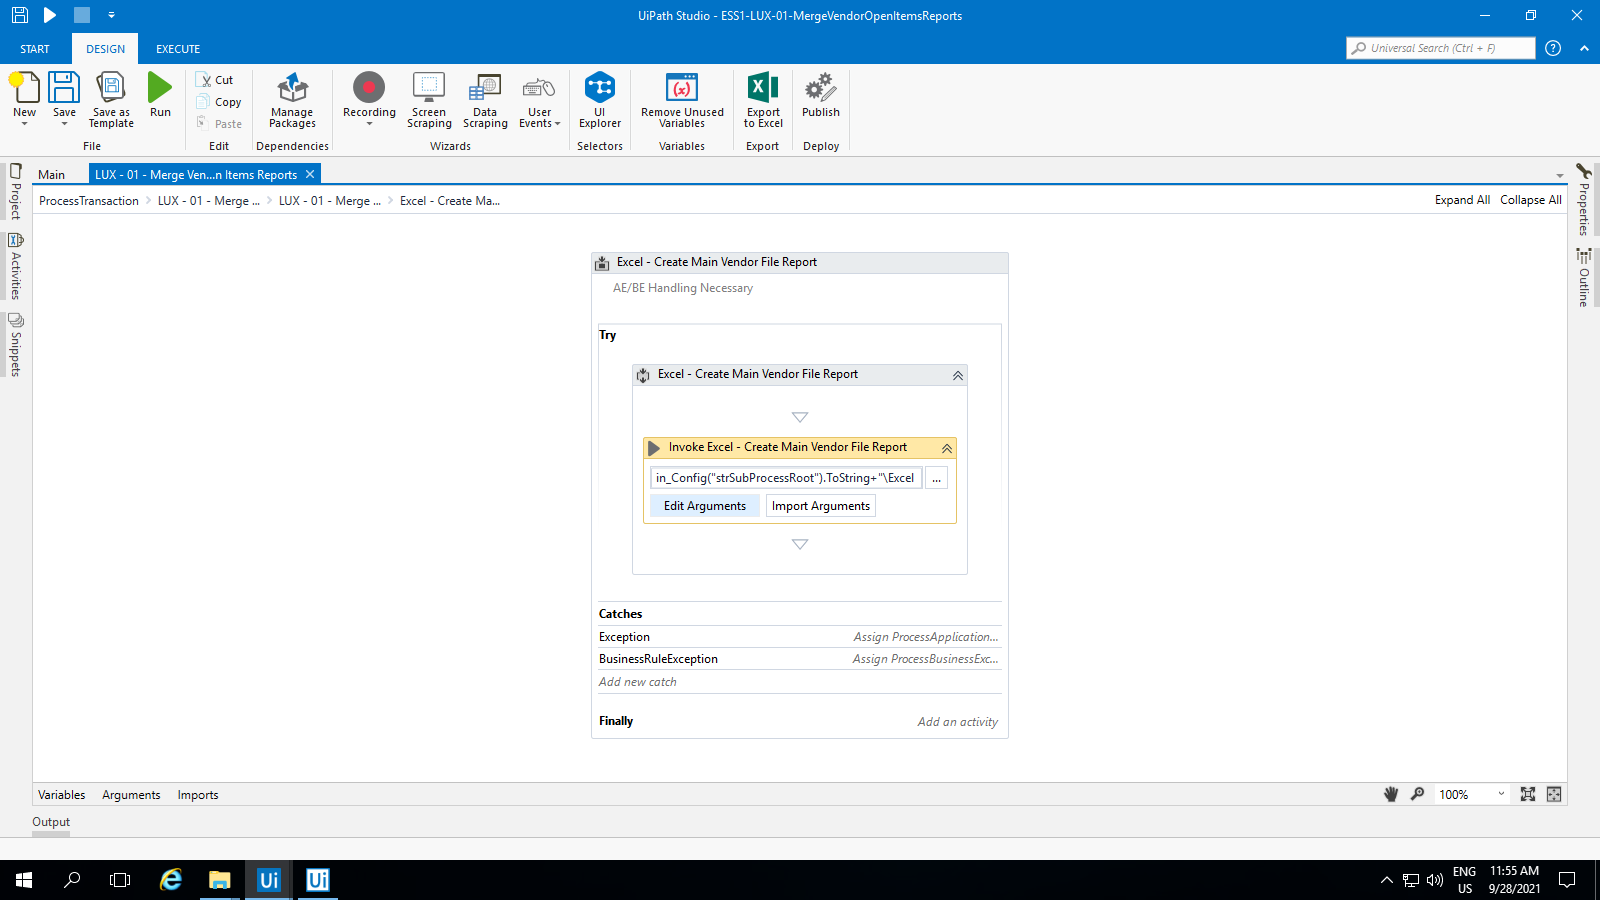 UiPath Studio - ESS1-LUX-01-MergeVendorOpenItemsReports
START DESIGN EXECUTE
Universal Search (Ctrl + F)
New
Save
Save as Template
Run
Cut
Copy
Paste
Manage Packages
Recording
Screen Scraping
Data Scraping
User Events
UI Explorer
Remove Unused Variables
Export to Excel
Publish
File
Edit
Dependencies
Wizards
Selectors
Variables
Export
Deploy
Main
LUX - 01 - Merge Ven...n Items Reports
Project
Activities
Snippets
Properties
Outline
ProcessTransaction
LUX - 01 - Merge ...
LUX - 01 - Merge ...
Excel - Create Ma...
Expand All
Collapse All
Excel - Create Main Vendor File Report
AE/BE Handling Necessary
Try
Excel - Create Main Vendor File Report
Invoke Excel - Create Main Vendor File Report
in_Config("strSubProcessRoot").ToString+"\Excel
...
Edit Arguments
Import Arguments
Catches
Exception Assign ProcessApplication...
BusinessRuleException Assign ProcessBusinessExc...
Add new catch
Finally Add an activity
Variables Arguments Imports
100%
Output
Ui
Ui
ENG
US
11:55 AM
9/28/2021